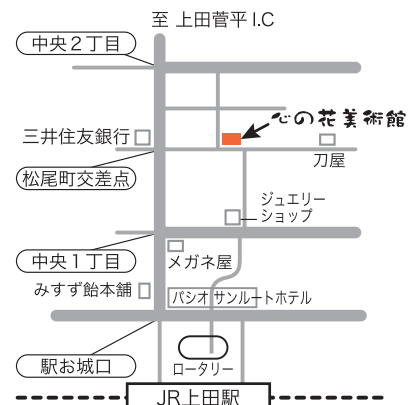 至 上田菅平 I.C
中央2丁目
心の花美術館
三井住友銀行
刀屋
松尾町交差点
ジュエリー
ショップ
中央1丁目
メガネ屋
みすず飴本舗
パシオ サンルートホテル
駅お城口
ロータリー
JR上田駅